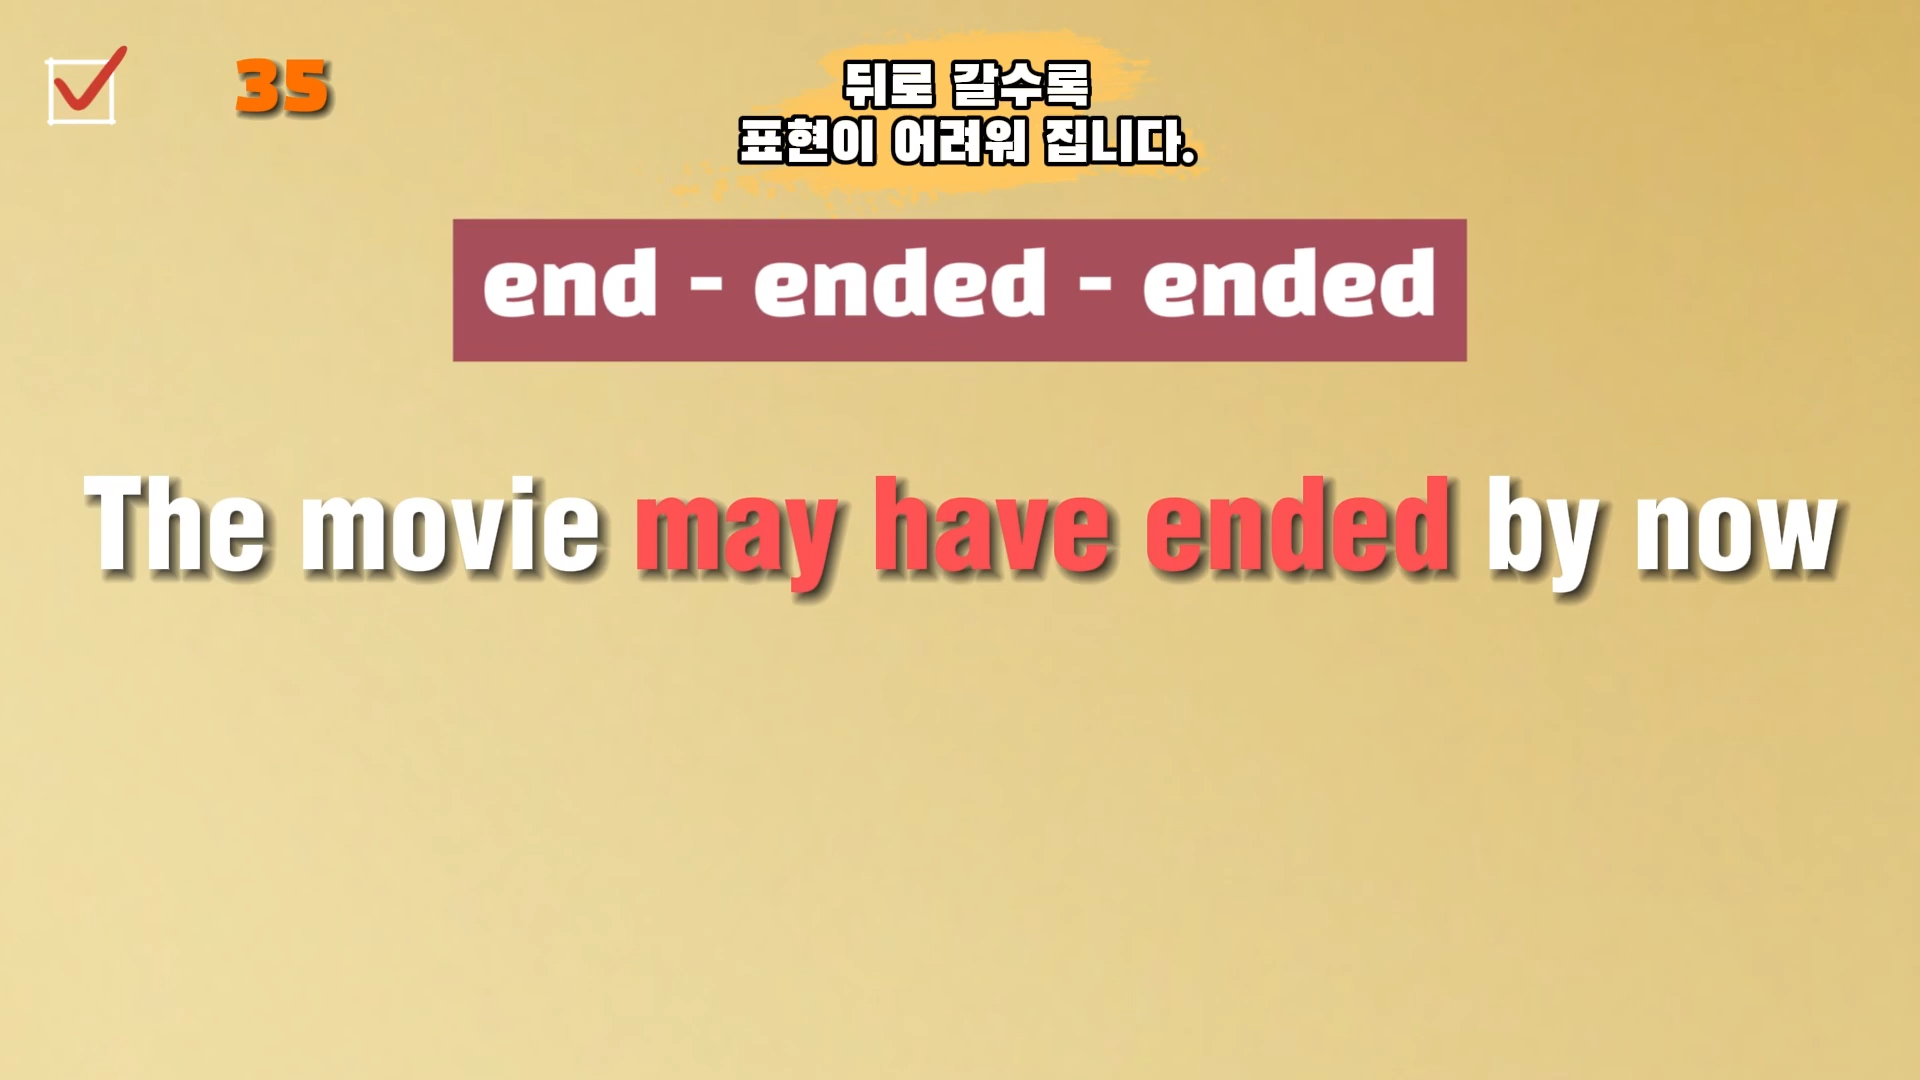 35
뒤로 갈수록
표현이 어려워 집니다.
end - ended - ended
The movie may have ended by now